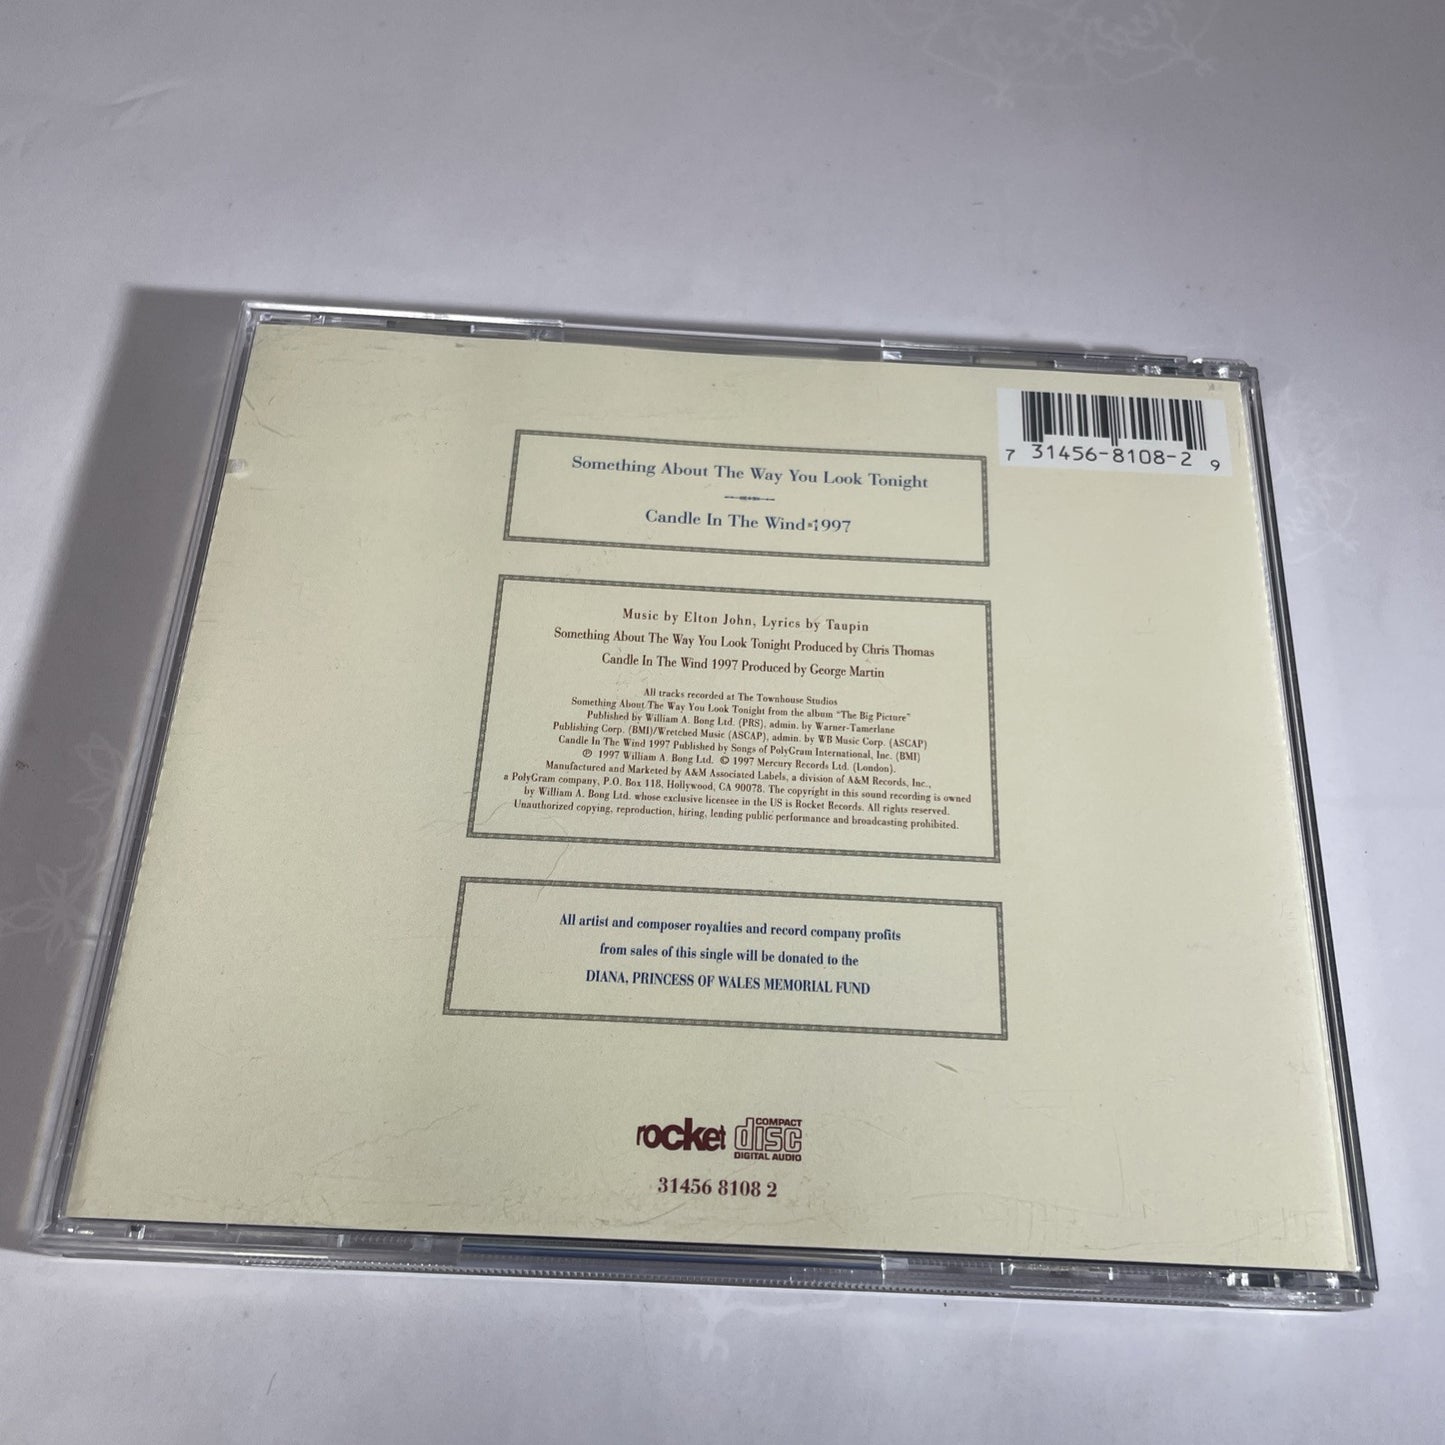 7 31456-8108-2 9
Something About The Way You Look Tonight
Candle In The Wind 1997
Music by Elton John, Lyrics by Taupin
Something About The Way You Look Tonight Produced by Chris Thomas
Candle In The Wind 1997 Produced by George Martin
All tracks recorded at The Townhouse Studios
Something About The Way You Look Tonight from the album "The Big Picture"
Published by William A. Bong Ltd. (PRS), admin. by Warner-Tamerlane
Publishing Corp. (BMI)/Wretched Music (ASCAP), admin. by WB Music Corp. (ASCAP)
Candle In The Wind 1997 Published by Songs of PolyGram International, Inc. (BMI)
℗ 1997 William A. Bong Ltd. © 1997 Mercury Records Ltd. (London).
Manufactured and Marketed by A&M Associated Labels, a division of A&M Records, Inc.,
a PolyGram company, P.O. Box 118, Hollywood, CA 90078. The copyright in this sound recording is owned
by William A. Bong Ltd. whose exclusive licensee in the US is Rocket Records. All rights reserved.
Unauthorized copying, reproduction, hiring, lending public performance and broadcasting prohibited.
All artist and composer royalties and record company profits
from sales of this single will be donated to the
DIANA, PRINCESS OF WALES MEMORIAL FUND
rocket COMPACT disc DIGITAL AUDIO
31456 8108 2